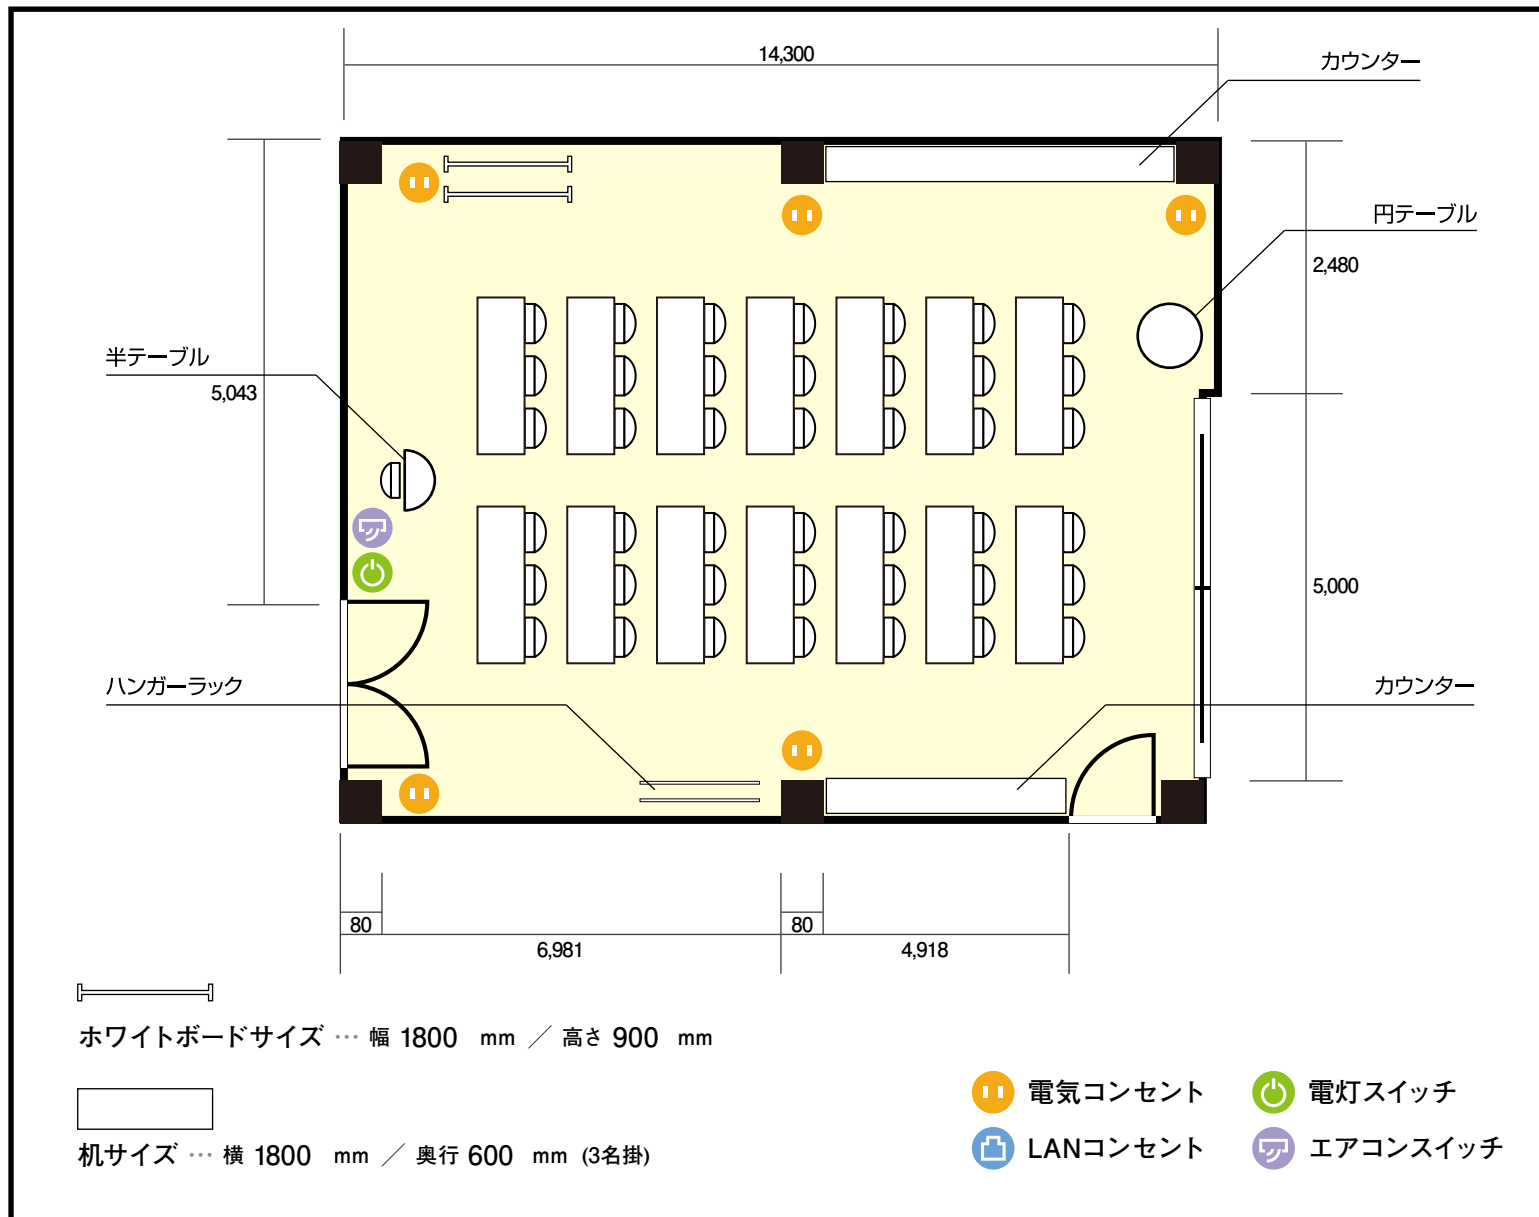 14,300
カウンター
円テーブル
2,480
半テーブル
5,043
5,000
ハンガーラック
カウンター
80
80
6,981
4,918
ホワイトボードサイズ … 幅 1800 mm ／ 高さ 900 mm
机サイズ … 横 1800 mm ／ 奥行 600 mm (3名掛)
電気コンセント
電灯スイッチ
LANコンセント
エアコンスイッチ